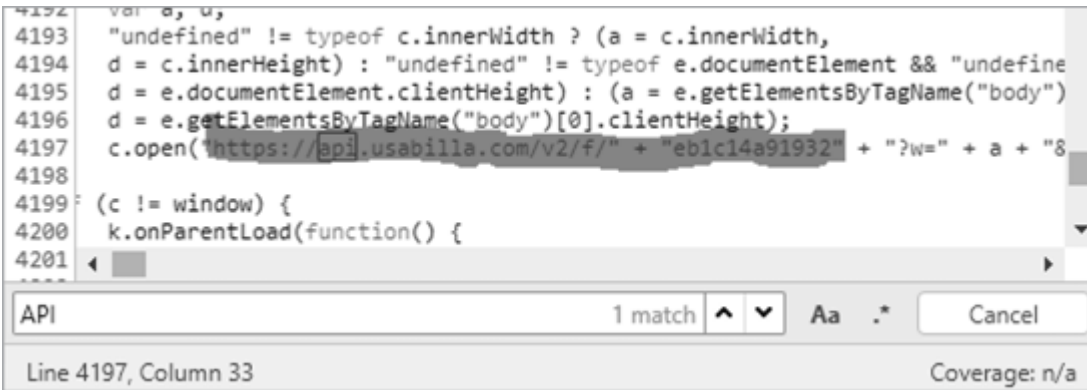 4192 var a, d,
4193 "undefined" != typeof c.innerWidth ? (a = c.innerWidth,
4194 d = c.innerHeight) : "undefined" != typeof e.documentElement && "undefine
4195 d = e.documentElement.clientHeight) : (a = e.getElementsByTagName("body")
4196 d = e.getElementsByTagName("body")[0].clientHeight);
4197 c.open("https://api.usabilla.com/v2/f/" + "eb1c14a91932" + "?w=" + a + "&
4198
4199 (c != window) {
4200 k.onParentLoad(function() {
4201
API 1 match Aa .* Cancel
Line 4197, Column 33 Coverage: n/a